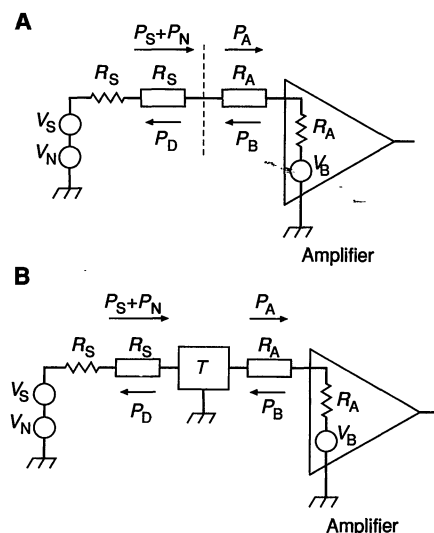 A
P_S+P_N P_A
R_S R_S R_A
V_S
V_N
P_D P_B
R_A
V_B
Amplifier
B
P_S+P_N P_A
R_S R_S T R_A
V_S
V_N
P_D P_B
R_A
V_B
Amplifier